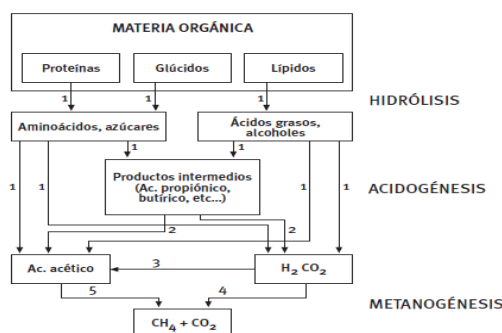 MATERIA ORGÁNICA
Proteínas
Glúcidos
Lípidos
1
1
1
HIDRÓLISIS
Aminoácidos, azúcares
Ácidos grasos,
alcoholes
1
1
1
1
1
1
Productos intermedios
(Ac. propiónico,
butírico, etc...)
ACIDOGÉNESIS
2
2
Ac. acético
3
H2 CO2
5
4
METANOGÉNESIS
CH4 + CO2